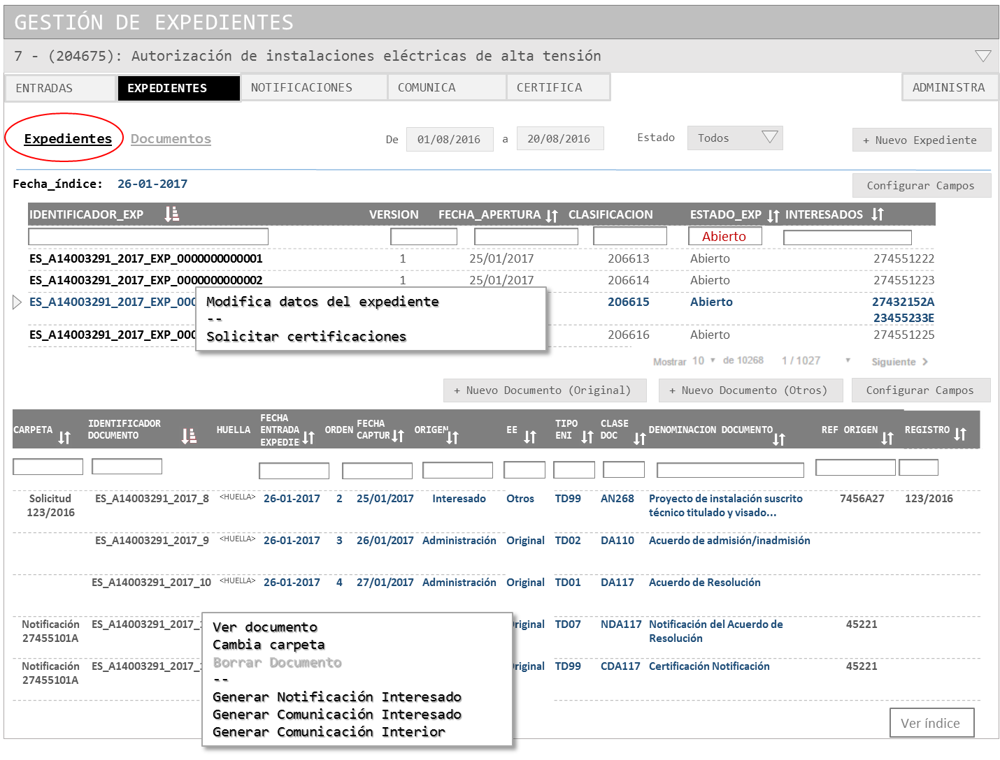 GESTIÓN DE EXPEDIENTES
7 - (204675): Autorización de instalaciones eléctricas de alta tensión
ENTRADAS EXPEDIENTES NOTIFICACIONES COMUNICA CERTIFICA ADMINISTRA
Expedientes Documentos De 01/08/2016 a 20/08/2016 Estado Todos + Nuevo Expediente
Fecha_índice: 26-01-2017 Configurar Campos
IDENTIFICADOR_EXP VERSION FECHA_APERTURA CLASIFICACION ESTADO_EXP INTERESADOS
Abierto
ES_A14003291_2017_EXP_0000000000001 1 25/01/2017 206613 Abierto 274551222
ES_A14003291_2017_EXP_0000000000002 1 25/01/2017 206614 Abierto 274551223
ES_A14003291_2017_EXP_000 206615 Abierto 27432152A
23455233E
ES_A14003291_2017_EXP_000 206616 Abierto 274551225
Modifica datos del expediente
--
Solicitar certificaciones
Mostrar 10 de 10268 1 / 1027 Siguiente
+ Nuevo Documento (Original) + Nuevo Documento (Otros) Configurar Campos
CARPETA IDENTIFICADOR DOCUMENTO HUELLA FECHA ENTRADA EXPEDIE ORDEN FECHA CAPTUR ORIGEN EE TIPO ENI CLASE DOC DENOMINACION DOCUMENTO REF ORIGEN REGISTRO
Solicitud ES_A14003291_2017_8 <HUELLA> 26-01-2017 2 25/01/2017 Interesado Otros TD99 AN268 Proyecto de instalación suscrito 7456A27 123/2016
123/2016 técnico titulado y visado...
ES_A14003291_2017_9 <HUELLA> 26-01-2017 3 26/01/2017 Administración Original TD02 DA110 Acuerdo de admisión/inadmisión
ES_A14003291_2017_10 <HUELLA> 26-01-2017 4 27/01/2017 Administración Original TD01 DA117 Acuerdo de Resolución
Notificación ES_A14003291_2017_1 riginal TD07 NDA117 Notificación del Acuerdo de 45221
27455101A Resolución
Notificación ES_A14003291_2017_1 riginal TD99 CDA117 Certificación Notificación 45221
27455101A
Ver documento
Cambia carpeta
Borrar Documento
--
Generar Notificación Interesado
Generar Comunicación Interesado
Generar Comunicación Interior
Ver índice